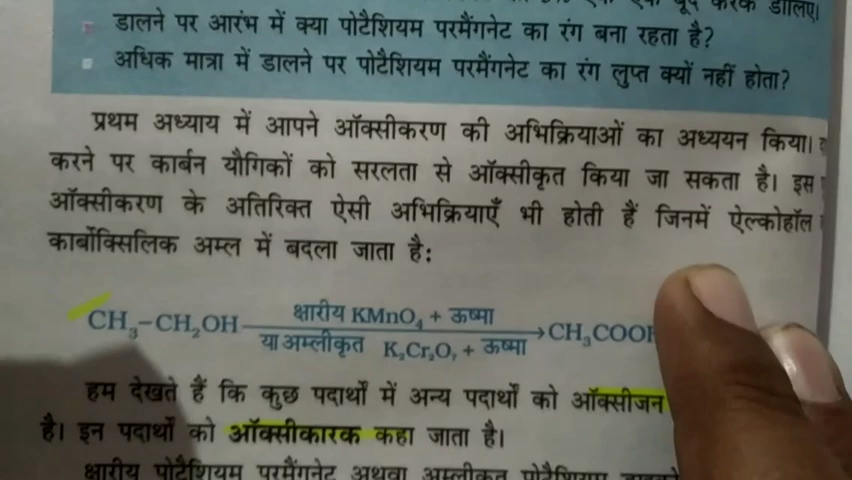 डालने पर आरंभ में क्या पोटैशियम परमैंगनेट का रंग बना रहता है?
अधिक मात्रा में डालने पर पोटैशियम परमैंगनेट का रंग लुप्त क्यों नहीं होता?
प्रथम अध्याय में आपने ऑक्सीकरण की अभिक्रियाओं का अध्ययन किया।
करने पर कार्बन यौगिकों को सरलता से ऑक्सीकृत किया जा सकता है। इस
ऑक्सीकरण के अतिरिक्त ऐसी अभिक्रियाएँ भी होती हैं जिनमें ऐल्कोहॉल
कार्बोक्सिलिक अम्ल में बदला जाता है:
CH₃–CH₂OH क्षारीय KMnO₄ + ऊष्मा
या अम्लीकृत K₂Cr₂O₇ + ऊष्मा → CH₃COOH
हम देखते हैं कि कुछ पदार्थों में अन्य पदार्थों को ऑक्सीजन
है। इन पदार्थों को ऑक्सीकारक कहा जाता है।
क्षारीय पोटैशियम परमैंगनेट अथवा अम्लीकृत पोटैशियम